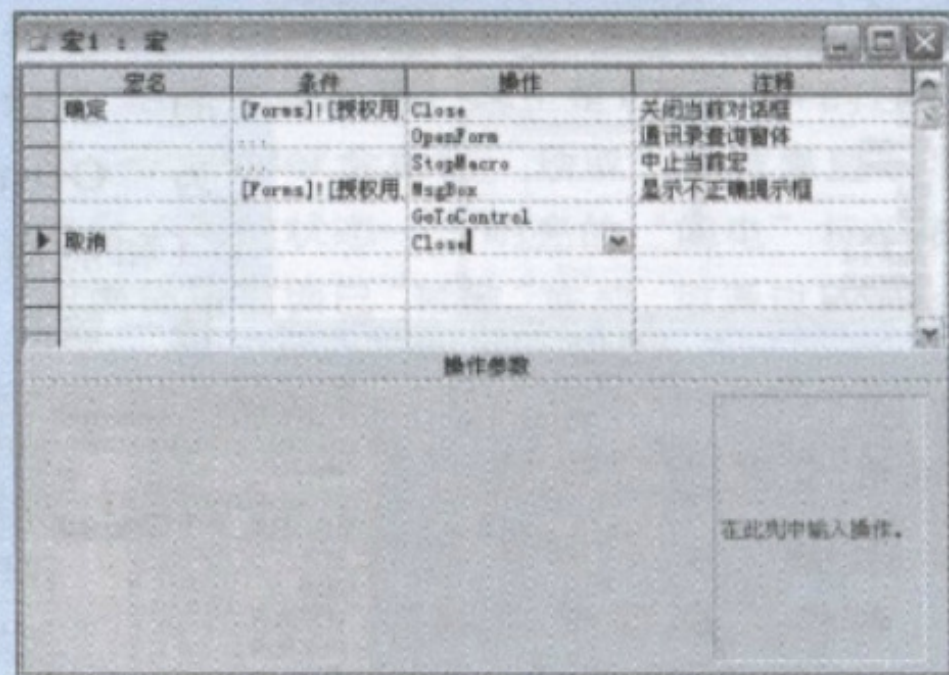 宏1 : 宏
宏名 条件 操作 注释
确定 [Forms]![授权用 Close 关闭当前对话框
... OpenForm 通讯录查询窗体
... StopMacro 中止当前宏
[Forms]![授权用 MsgBox 显示不正确提示框
GoToControl
取消 Close
操作参数
在此列中输入操作。